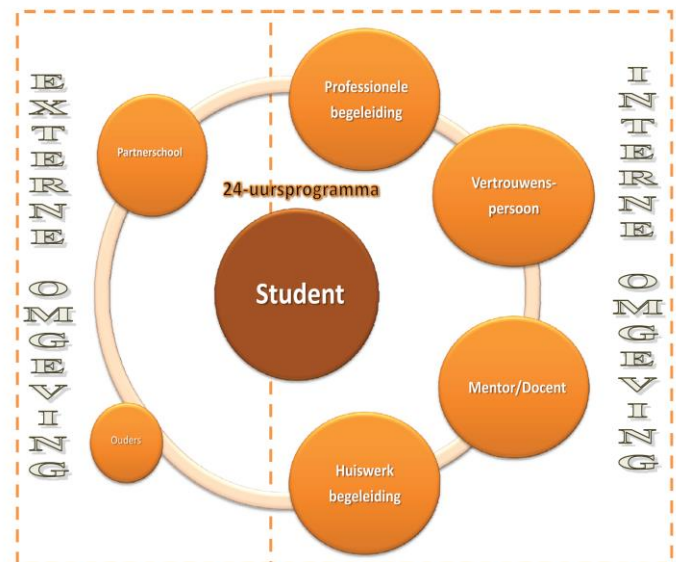 EXTERNE OMGEVING
Partnerschool
Ouders
24-uursprogramma
Student
Professionele
begeleiding
Vertrouwens-
persoon
Mentor/Docent
Huiswerk
begeleiding
INTERNE OMGEVING